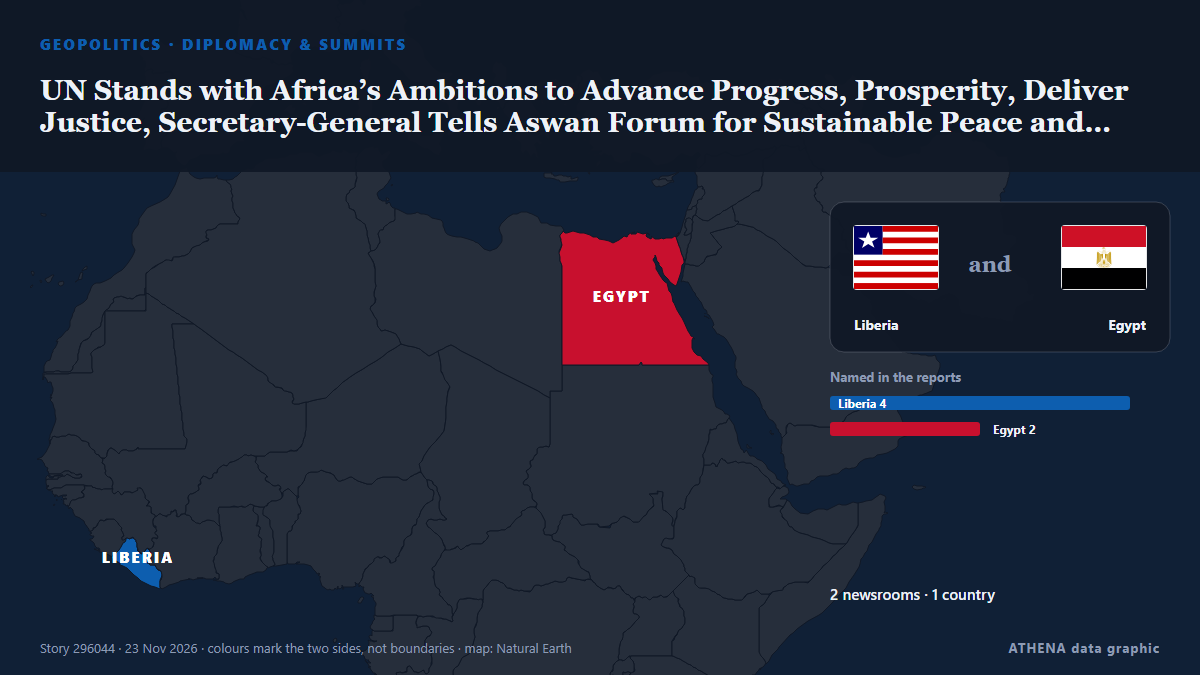 GEOPOLITICS · DIPLOMACY & SUMMITS
UN Stands with Africa’s Ambitions to Advance Progress, Prosperity, Deliver
Justice, Secretary-General Tells Aswan Forum for Sustainable Peace and...
and
Liberia
Egypt
EGYPT
Named in the reports
Liberia 4
Egypt 2
LIBERIA
2 newsrooms · 1 country
Story 296044 · 23 Nov 2026 · colours mark the two sides, not boundaries · map: Natural Earth
ATHENA data graphic